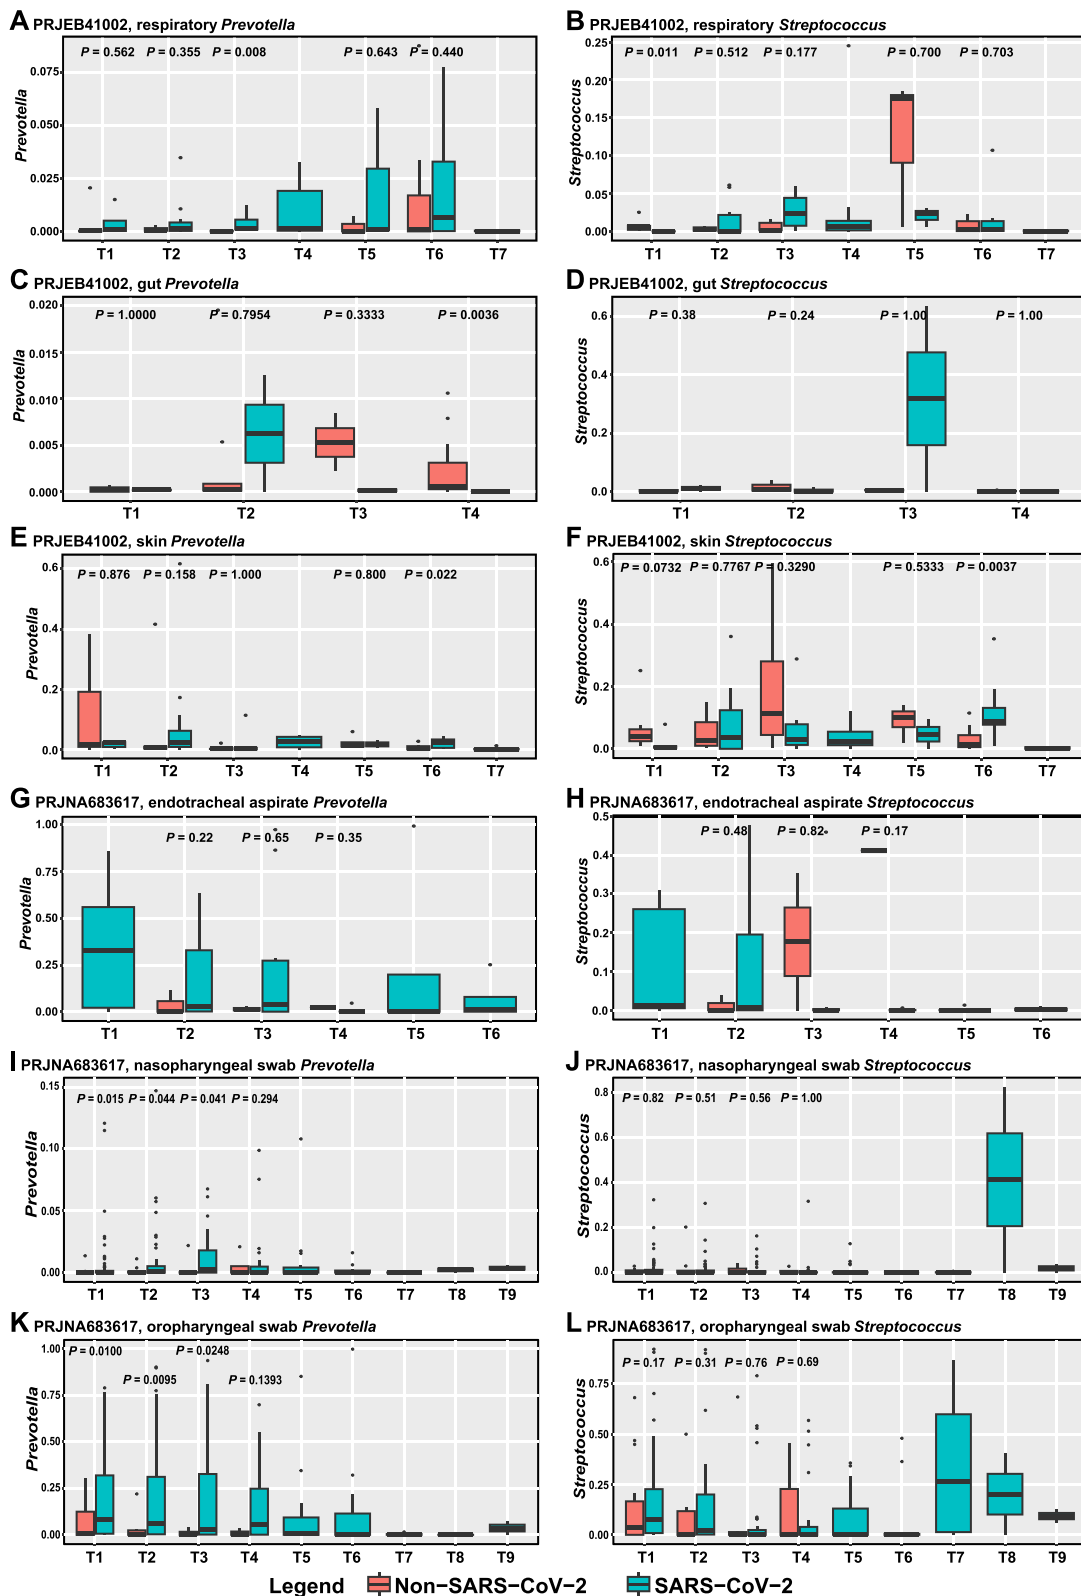 A PRJEB41002, respiratory Prevotella
P = 0.562 P = 0.355 P = 0.008 P = 0.643 P = 0.440
Prevotella
0.075
0.050
0.025
0.000
T1 T2 T3 T4 T5 T6 T7
B PRJEB41002, respiratory Streptococcus
P = 0.011 P = 0.512 P = 0.177 P = 0.700 P = 0.703
Streptococcus
0.25
0.20
0.15
0.10
0.05
0.00
T1 T2 T3 T4 T5 T6 T7
C PRJEB41002, gut Prevotella
P = 1.0000 P = 0.7954 P = 0.3333 P = 0.0036
Prevotella
0.020
0.015
0.010
0.005
0.000
T1 T2 T3 T4
D PRJEB41002, gut Streptococcus
P = 0.38 P = 0.24 P = 1.00 P = 1.00
Streptococcus
0.6
0.4
0.2
0.0
T1 T2 T3 T4
E PRJEB41002, skin Prevotella
P = 0.876 P = 0.158 P = 1.000 P = 0.800 P = 0.022
Prevotella
0.6
0.4
0.2
0.0
T1 T2 T3 T4 T5 T6 T7
F PRJEB41002, skin Streptococcus
P = 0.0732 P = 0.7767 P = 0.3290 P = 0.5333 P = 0.0037
Streptococcus
0.6
0.4
0.2
0.0
T1 T2 T3 T4 T5 T6 T7
G PRJNA683617, endotracheal aspirate Prevotella
P = 0.22 P = 0.65 P = 0.35
Prevotella
1.00
0.75
0.50
0.25
0.00
T1 T2 T3 T4 T5 T6
H PRJNA683617, endotracheal aspirate Streptococcus
P = 0.48 P = 0.82 P = 0.17
Streptococcus
0.5
0.4
0.3
0.2
0.1
0.0
T1 T2 T3 T4 T5 T6
I PRJNA683617, nasopharyngeal swab Prevotella
P = 0.015 P = 0.044 P = 0.041 P = 0.294
Prevotella
0.15
0.10
0.05
0.00
T1 T2 T3 T4 T5 T6 T7 T8 T9
J PRJNA683617, nasopharyngeal swab Streptococcus
P = 0.82 P = 0.51 P = 0.56 P = 1.00
Streptococcus
0.8
0.6
0.4
0.2
0.0
T1 T2 T3 T4 T5 T6 T7 T8 T9
K PRJNA683617, oropharyngeal swab Prevotella
P = 0.0100 P = 0.0248
P = 0.0095 P = 0.1393
Prevotella
1.00
0.75
0.50
0.25
0.00
T1 T2 T3 T4 T5 T6 T7 T8 T9
L PRJNA683617, oropharyngeal swab Streptococcus
P = 0.17 P = 0.31 P = 0.76 P = 0.69
Streptococcus
0.75
0.50
0.25
0.00
T1 T2 T3 T4 T5 T6 T7 T8 T9
Legend Non−SARS−CoV−2 SARS−CoV−2